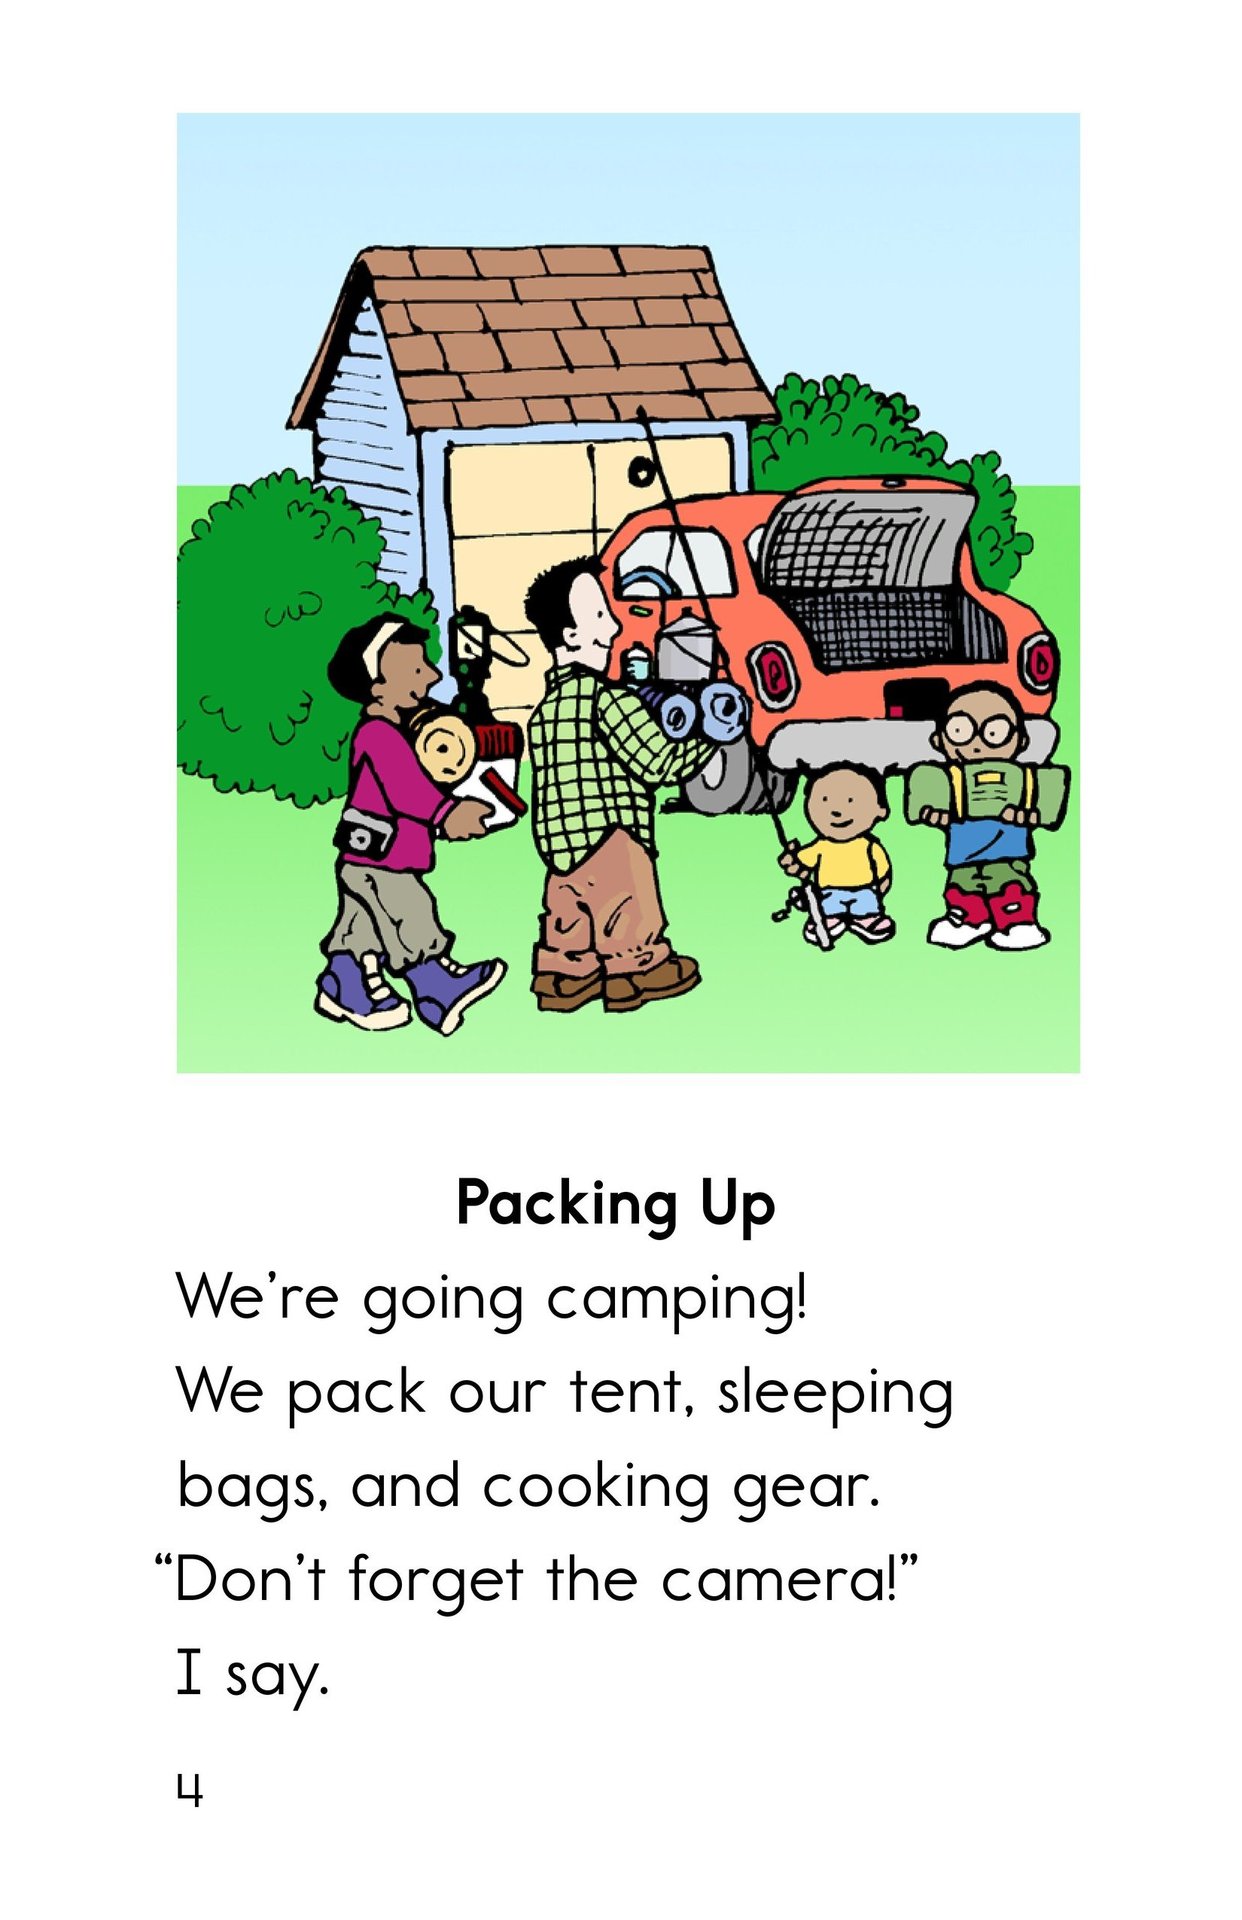 Packing Up
We’re going camping!
We pack our tent, sleeping
bags, and cooking gear.
“Don’t forget the camera!”
I say.
4